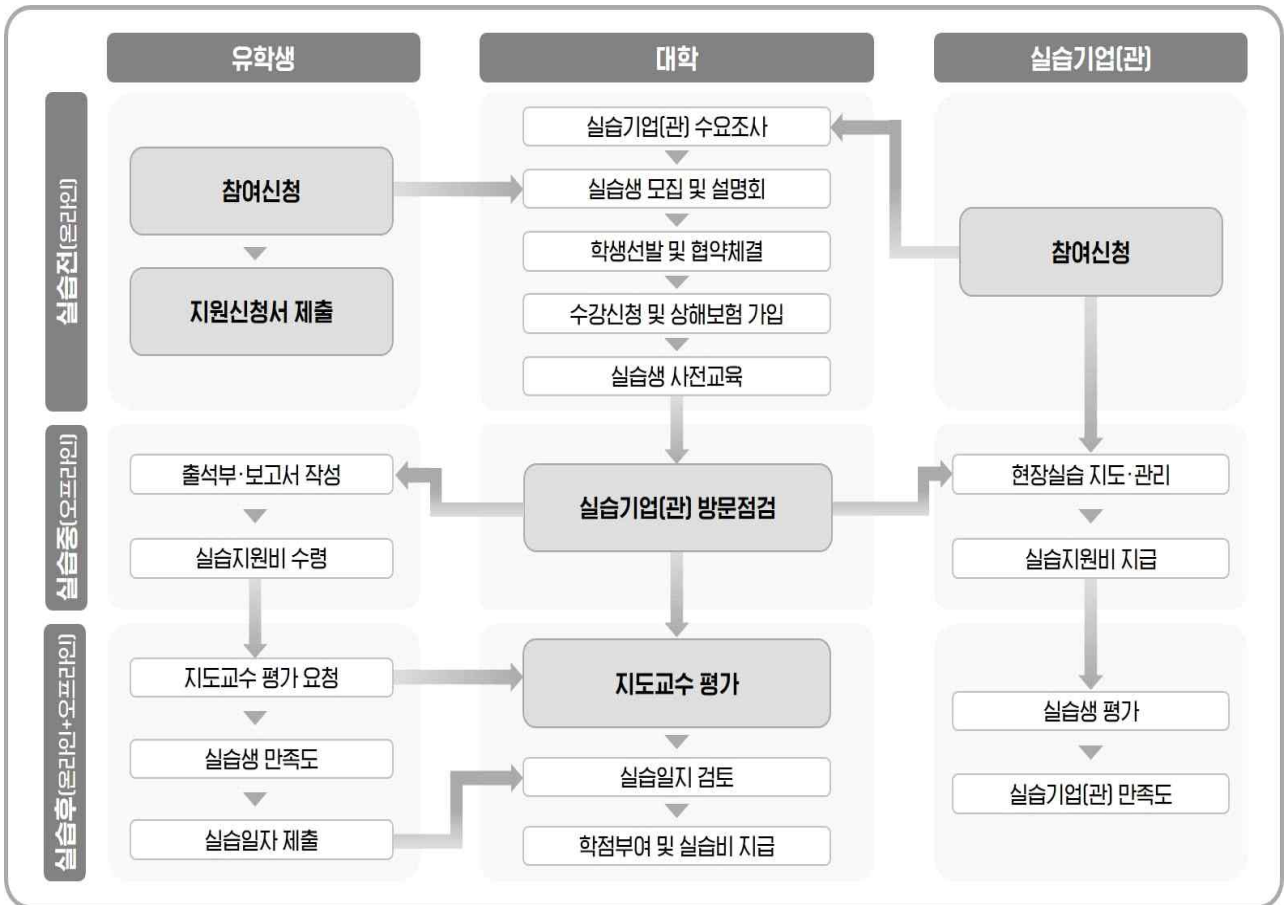 유학생
대학
실습기업(관)
실습전(온라인)
참여신청
지원신청서 제출
실습기업(관) 수요조사
실습생 모집 및 설명회
학생선발 및 협약체결
수강신청 및 상해보험 가입
실습생 사전교육
참여신청
실습중(오프라인)
출석부·보고서 작성
실습지원비 수령
실습기업(관) 방문점검
현장실습 지도·관리
실습지원비 지급
실습후(온라인+오프라인)
지도교수 평가 요청
실습생 만족도
실습일자 제출
지도교수 평가
실습일지 검토
학점부여 및 실습비 지급
실습생 평가
실습기업(관) 만족도